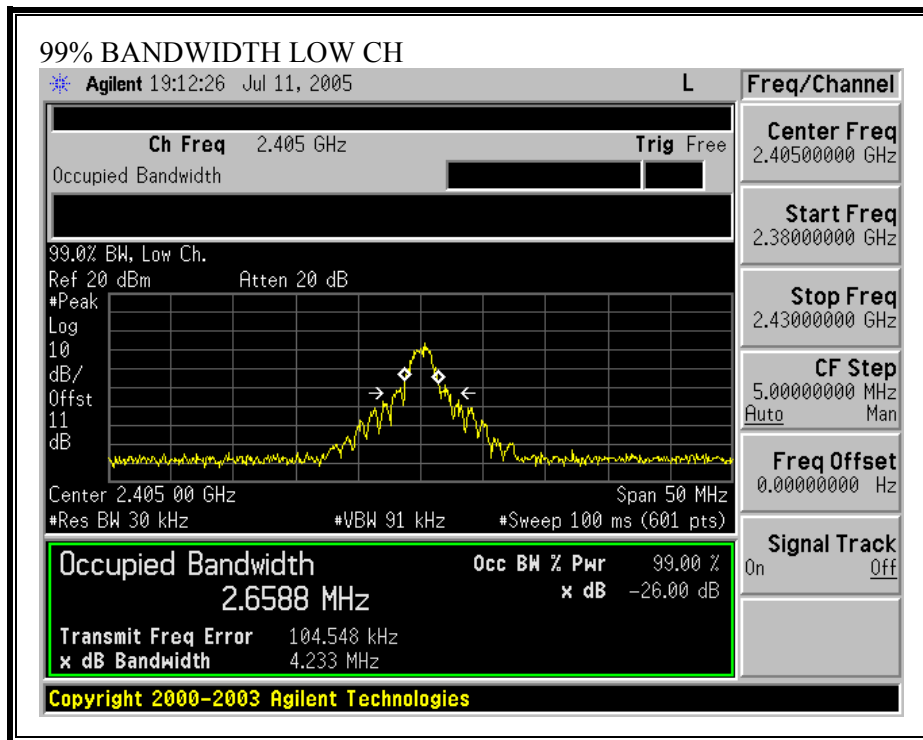 99% BANDWIDTH LOW CH
Agilent 19:12:26 Jul 11, 2005 L
Freq/Channel
Ch Freq 2.405 GHz Trig Free
Occupied Bandwidth
Center Freq
2.40500000 GHz
Start Freq
2.38000000 GHz
Stop Freq
2.43000000 GHz
CF Step
5.00000000 MHz
Auto Man
Freq Offset
0.00000000 Hz
Signal Track
On Off
99.0% BW, Low Ch.
Ref 20 dBm Atten 20 dB
#Peak
Log
10
dB/
Offst
11
dB
Center 2.405 00 GHz Span 50 MHz
#Res BW 30 kHz #VBW 91 kHz #Sweep 100 ms (601 pts)
Occupied Bandwidth Occ BW % Pwr 99.00 %
2.6588 MHz x dB -26.00 dB
Transmit Freq Error 104.548 kHz
x dB Bandwidth 4.233 MHz
Copyright 2000-2003 Agilent Technologies